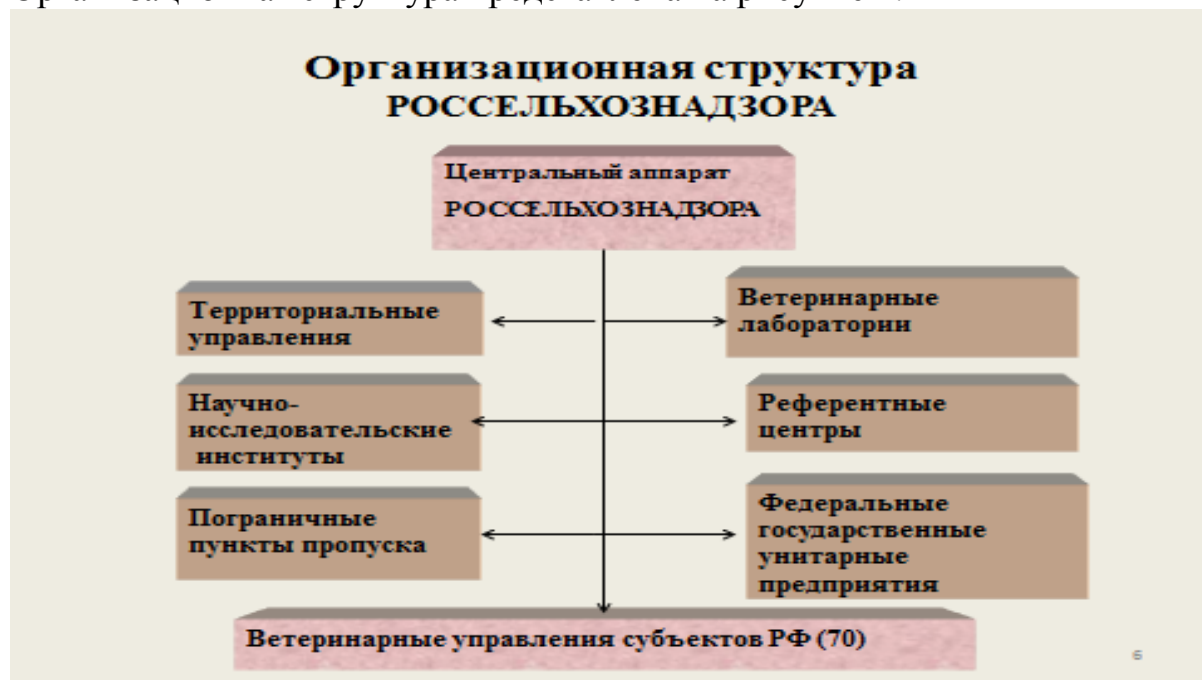 Организационная структура
РОССЕЛЬХОЗНАДЗОРА
Центральный аппарат
РОССЕЛЬХОЗНАДЗОРА
Территориальные
управления
Ветеринарные
лаборатории
Научно-
исследовательские
институты
Референтные
центры
Пограничные
пункты пропуска
Федеральные
государственные
унитарные
предприятия
Ветеринарные управления субъектов РФ (70)
6